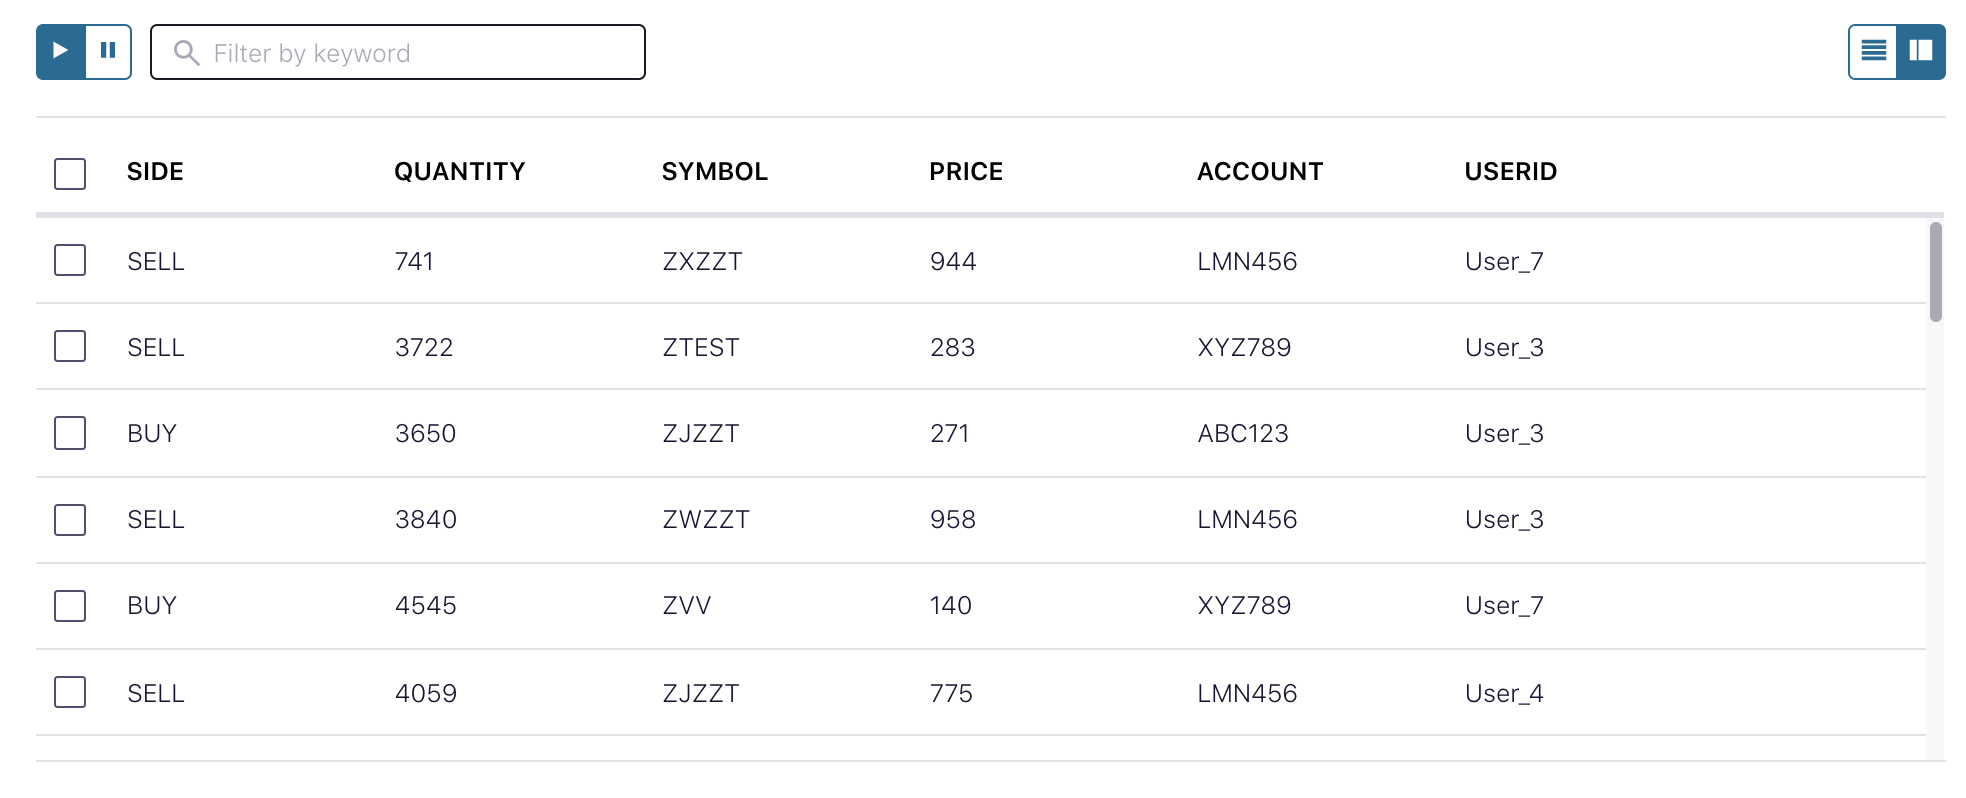 Filter by keyword
SIDE QUANTITY SYMBOL PRICE ACCOUNT USERID
SELL 741 ZXZZT 944 LMN456 User_7
SELL 3722 ZTEST 283 XYZ789 User_3
BUY 3650 ZJZZT 271 ABC123 User_3
SELL 3840 ZWZZT 958 LMN456 User_3
BUY 4545 ZVV 140 XYZ789 User_7
SELL 4059 ZJZZT 775 LMN456 User_4